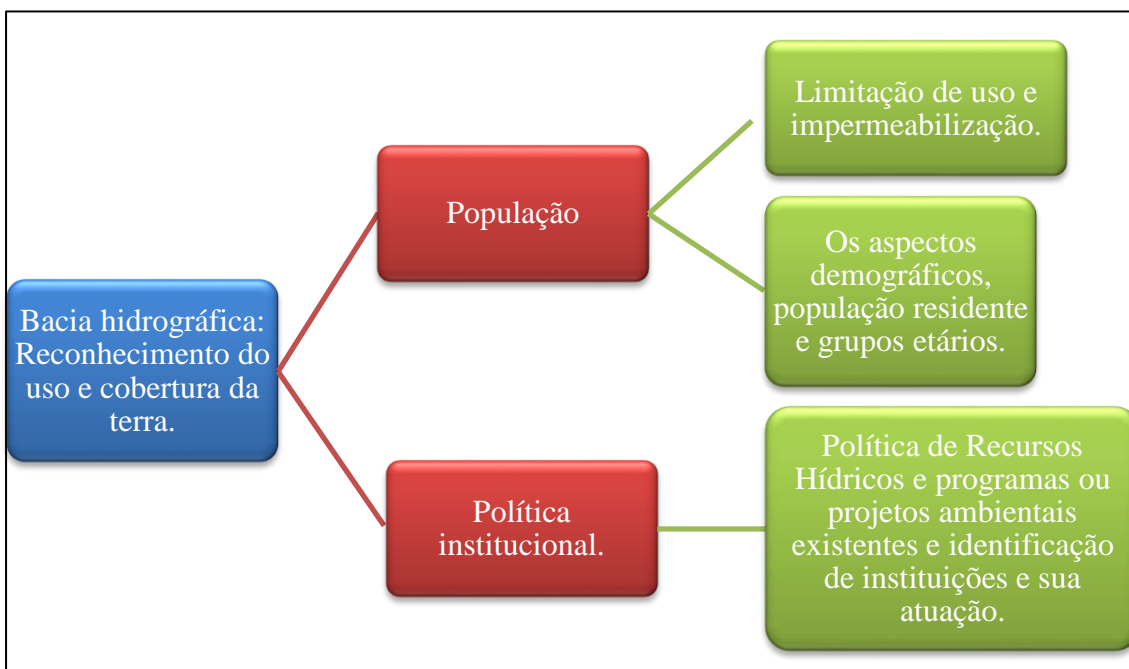 Bacia hidrográfica:
Reconhecimento do
uso e cobertura da
terra.
População
Limitação de uso e
impermeabilização.
Os aspectos
demográficos,
população residente
e grupos etários.
Política
institucional.
Política de Recursos
Hídricos e programas ou
projetos ambientais
existentes e identificação
de instituições e sua
atuação.